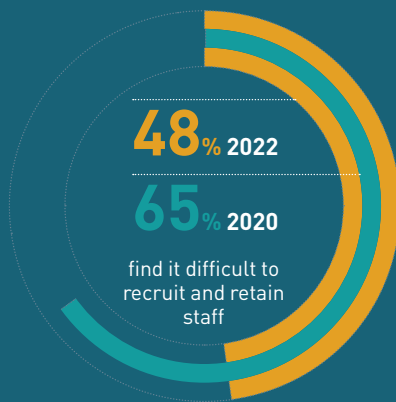 48% 2022
65% 2020
find it difficult to
recruit and retain
staff